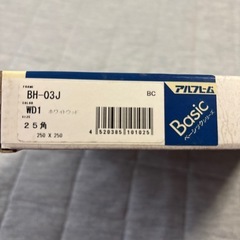 FRAME
BH-03J
BC
COLOR
WD1 ホワイトウッド
SIZE
25角
250 X 250
4 520385 101025
アルフレーム
Basic
ベーシックシリーズ